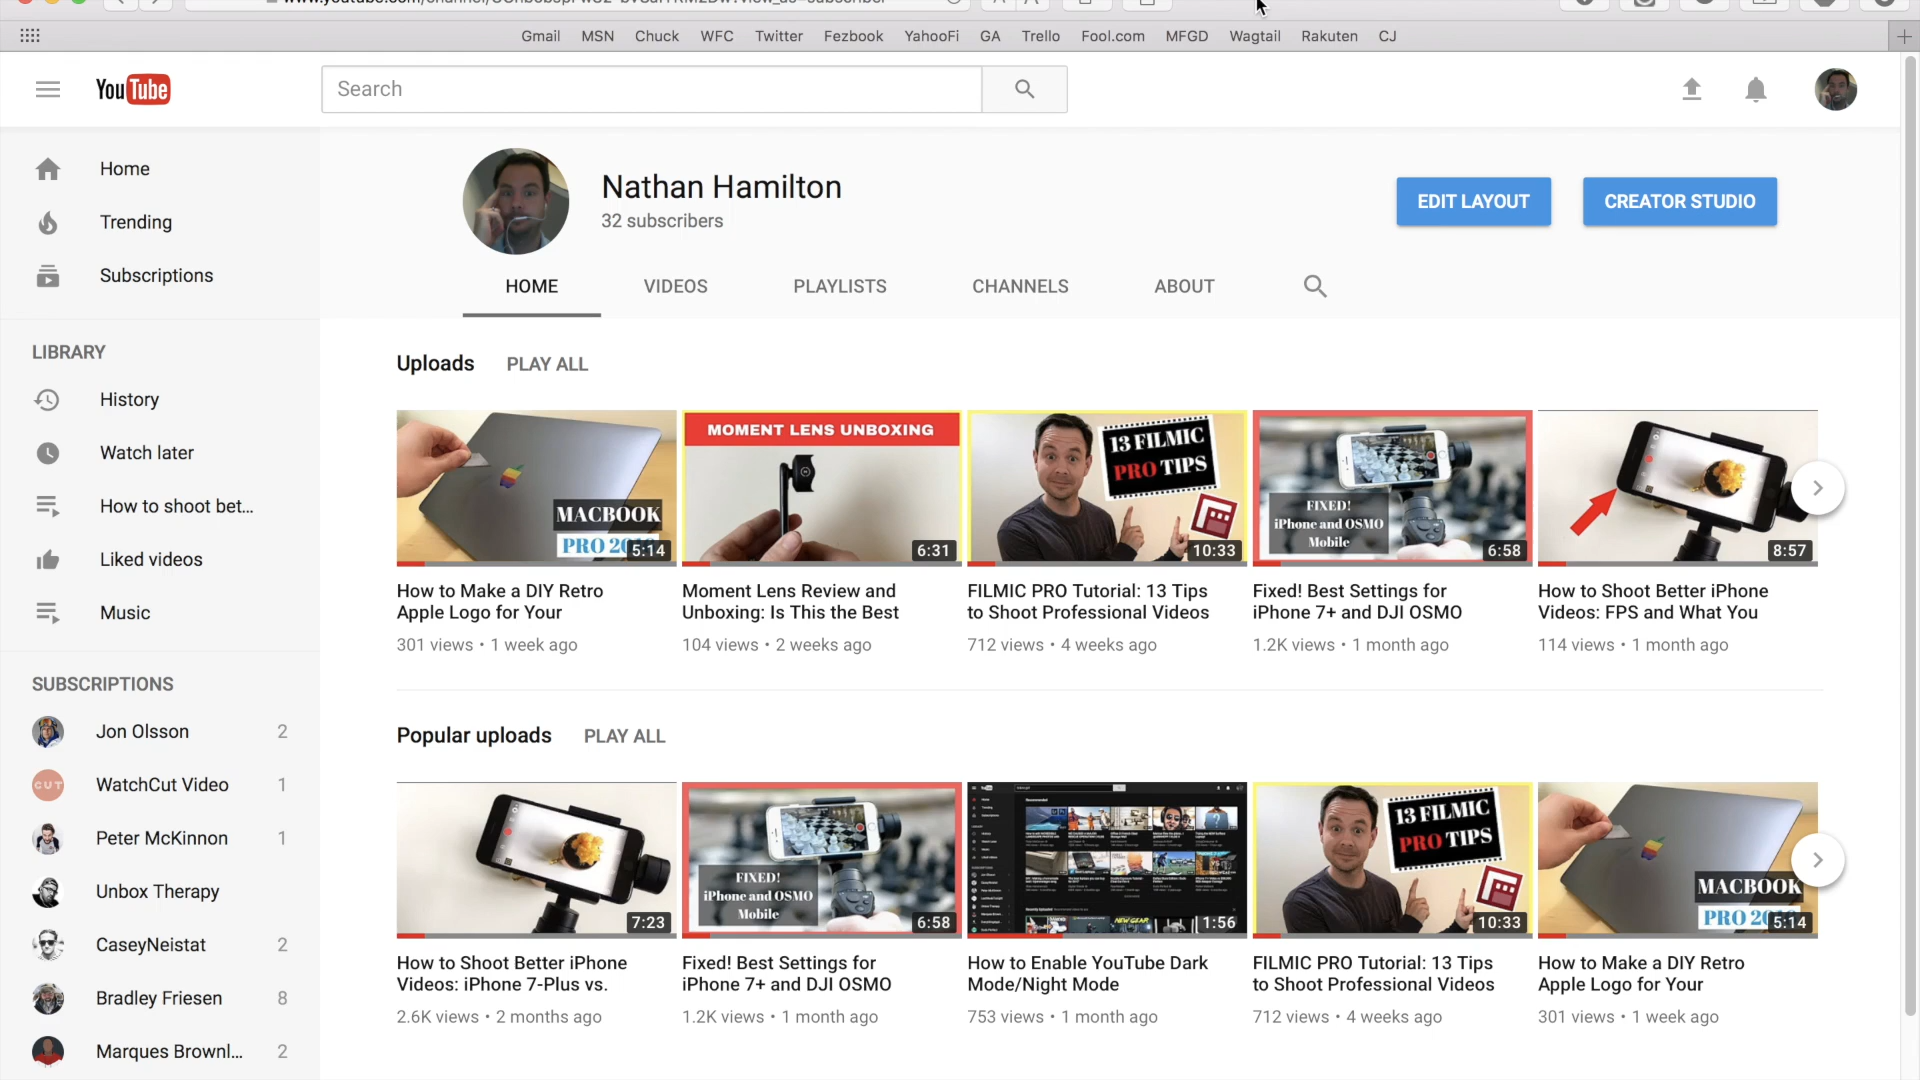 Gmail MSN Chuck WFC Twitter Fezbook YahooFi GA Trello Fool.com MFGD Wagtail Rakuten CJ
YouTube
Search
Home
Trending
Subscriptions
LIBRARY
History
Watch later
How to shoot bet...
Liked videos
Music
SUBSCRIPTIONS
Jon Olsson 2
CUT
WatchCut Video 1
Peter McKinnon 1
Unbox Therapy
CaseyNeistat 2
Bradley Friesen 8
Marques Brownl... 2
Nathan Hamilton
32 subscribers
EDIT LAYOUT
CREATOR STUDIO
HOME VIDEOS PLAYLISTS CHANNELS ABOUT
Uploads PLAY ALL
MACBOOK
PRO
5:14
How to Make a DIY Retro
Apple Logo for Your
301 views • 1 week ago
MOMENT LENS UNBOXING
6:31
Moment Lens Review and
Unboxing: Is This the Best
104 views • 2 weeks ago
13 FILMIC
PRO TIPS
10:33
FILMIC PRO Tutorial: 13 Tips
to Shoot Professional Videos
712 views • 4 weeks ago
FIXED!
iPhone and OSMO
Mobile
6:58
Fixed! Best Settings for
iPhone 7+ and DJI OSMO
1.2K views • 1 month ago
8:57
How to Shoot Better iPhone
Videos: FPS and What You
114 views • 1 month ago
Popular uploads PLAY ALL
7:23
How to Shoot Better iPhone
Videos: iPhone 7-Plus vs.
2.6K views • 2 months ago
FIXED!
iPhone and OSMO
Mobile
6:58
Fixed! Best Settings for
iPhone 7+ and DJI OSMO
1.2K views • 1 month ago
1:56
How to Enable YouTube Dark
Mode/Night Mode
753 views • 1 month ago
13 FILMIC
PRO TIPS
10:33
FILMIC PRO Tutorial: 13 Tips
to Shoot Professional Videos
712 views • 4 weeks ago
MACBOOK
PRO
5:14
How to Make a DIY Retro
Apple Logo for Your
301 views • 1 week ago